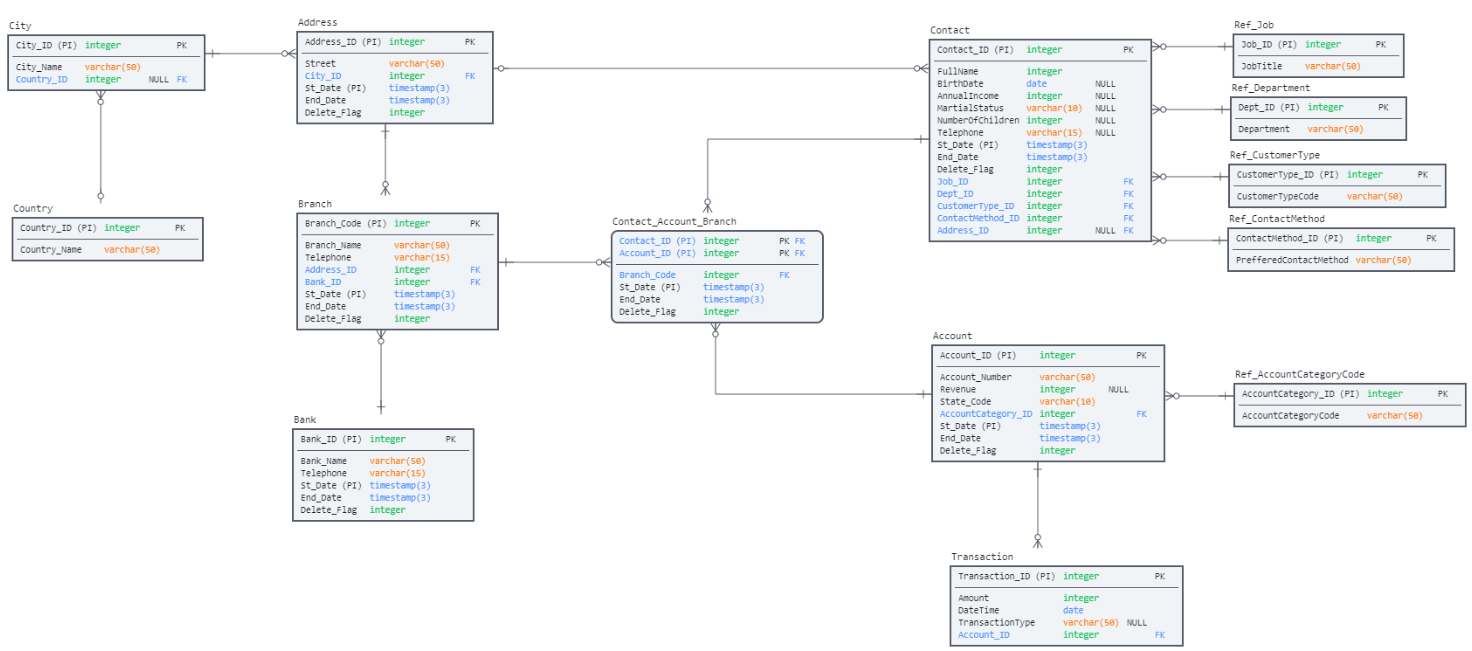 City
City_ID (PI) integer PK
City_Name varchar(50)
Country_ID integer NULL FK
Country
Country_ID (PI) integer PK
Country_Name varchar(50)
Address
Address_ID (PI) integer PK
Street varchar(50)
City_ID integer FK
St_Date (PI) timestamp(3)
End_Date timestamp(3)
Delete_Flag integer
Branch
Branch_Code (PI) integer PK
Branch_Name varchar(50)
Telephone varchar(15)
Address_ID integer FK
Bank_ID integer FK
St_Date (PI) timestamp(3)
End_Date timestamp(3)
Delete_Flag integer
Bank
Bank_ID (PI) integer PK
Bank_Name varchar(50)
Telephone varchar(15)
St_Date (PI) timestamp(3)
End_Date timestamp(3)
Delete_Flag integer
Contact_Account_Branch
Contact_ID (PI) integer PK FK
Account_ID (PI) integer PK FK
Branch_Code integer FK
St_Date (PI) timestamp(3)
End_Date timestamp(3)
Delete_Flag integer
Contact
Contact_ID (PI) integer PK
FullName integer
BirthDate date NULL
AnnualIncome integer NULL
MartialStatus varchar(10) NULL
NumberOfChildren integer NULL
Telephone varchar(15) NULL
St_Date (PI) timestamp(3)
End_Date timestamp(3)
Delete_Flag integer
Job_ID integer FK
Dept_ID integer FK
CustomerType_ID integer FK
ContactMethod_ID integer FK
Address_ID integer NULL FK
Account
Account_ID (PI) integer PK
Account_Number varchar(50)
Revenue integer NULL
State_Code varchar(10)
AccountCategory_ID integer FK
St_Date (PI) timestamp(3)
End_Date timestamp(3)
Delete_Flag integer
Transaction
Transaction_ID (PI) integer PK
Amount integer
DateTime date
TransactionType varchar(50) NULL
Account_ID integer FK
Ref_Job
Job_ID (PI) integer PK
JobTitle varchar(50)
Ref_Department
Dept_ID (PI) integer PK
Department varchar(50)
Ref_CustomerType
CustomerType_ID (PI) integer PK
CustomerTypeCode varchar(50)
Ref_ContactMethod
ContactMethod_ID (PI) integer PK
PrefferedContactMethod varchar(50)
Ref_AccountCategoryCode
AccountCategory_ID (PI) integer PK
AccountCategoryCode varchar(50)